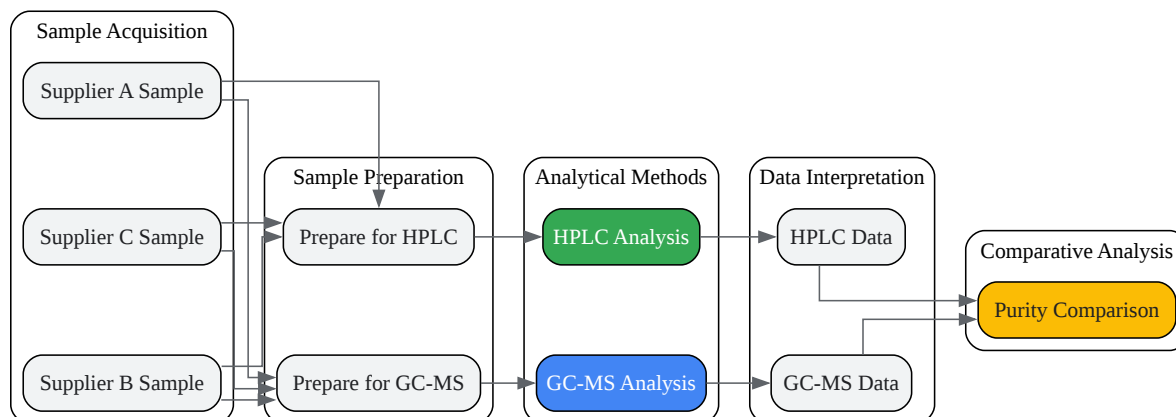 Sample Acquisition
Supplier A Sample
Supplier C Sample
Supplier B Sample
Sample Preparation
Prepare for HPLC
Prepare for GC-MS
Analytical Methods
HPLC Analysis
GC-MS Analysis
Data Interpretation
HPLC Data
GC-MS Data
Comparative Analysis
Purity Comparison